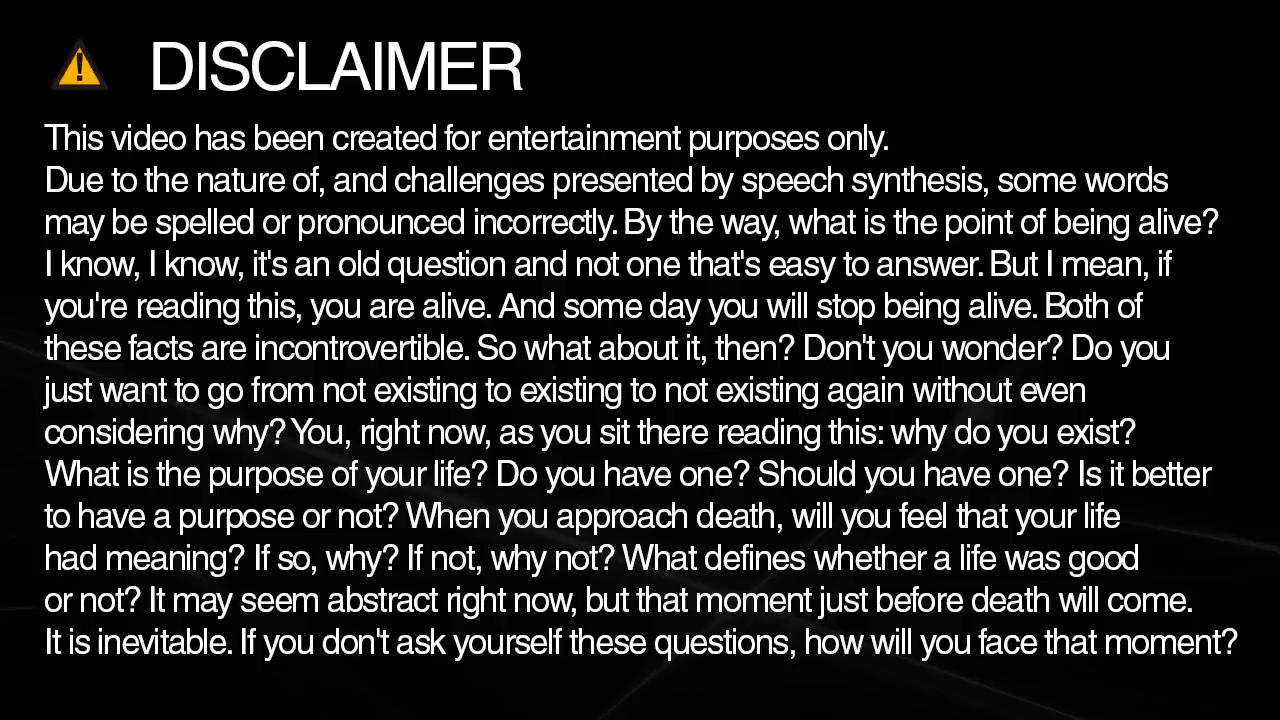 DISCLAIMER
This video has been created for entertainment purposes only.
Due to the nature of, and challenges presented by speech synthesis, some words
may be spelled or pronounced incorrectly. By the way, what is the point of being alive?
I know, I know, it's an old question and not one that's easy to answer. But I mean, if
you're reading this, you are alive. And some day you will stop being alive. Both of
these facts are incontrovertible. So what about it, then? Don't you wonder? Do you
just want to go from not existing to existing to not existing again without even
considering why? You, right now, as you sit there reading this: why do you exist?
What is the purpose of your life? Do you have one? Should you have one? Is it better
to have a purpose or not? When you approach death, will you feel that your life
had meaning? If so, why? If not, why not? What defines whether a life was good
or not? It may seem abstract right now, but that moment just before death will come.
It is inevitable. If you don't ask yourself these questions, how will you face that moment?